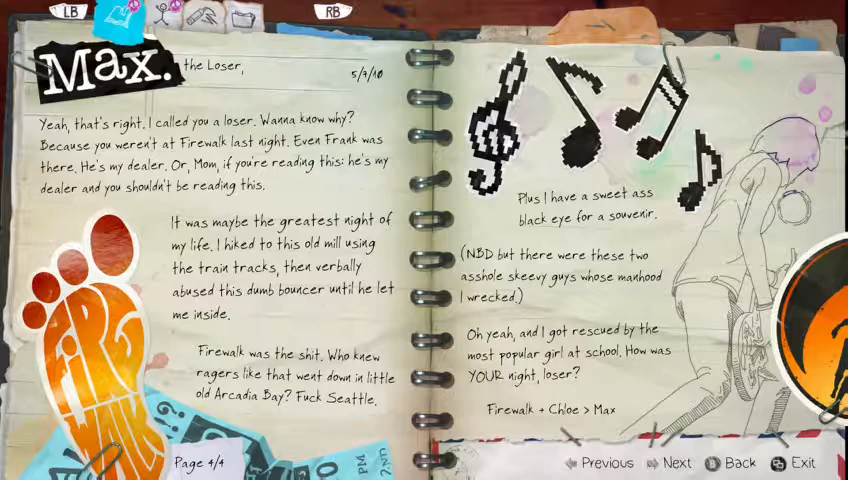 LB
RB
Max. the Loser,
5/7/10
Yeah, that's right. I called you a loser. Wanna know why?
Because you weren't at Firewalk last night. Even Frank was
there. He's my dealer. Or, Mom, if you're reading this: he's my
dealer and you shouldn't be reading this.
It was maybe the greatest night of
my life. I hiked to this old mill using
the train tracks, then verbally
abused this dumb bouncer until he let
me inside.
Firewalk was the shit. Who knew
ragers like that went down in little
old Arcadia Bay? Fuck Seattle.
FiRE
WALK
PM
2ND
Page 4/4
Plus I have a sweet ass
black eye for a souvenir.
(NBD but there were these two
asshole skeevy guys whose manhood
I wrecked.)
Oh yeah, and I got rescued by the
most popular girl at school. How was
YOUR night, loser?
Firewalk + Chloe > Max
Previous Next Back Exit